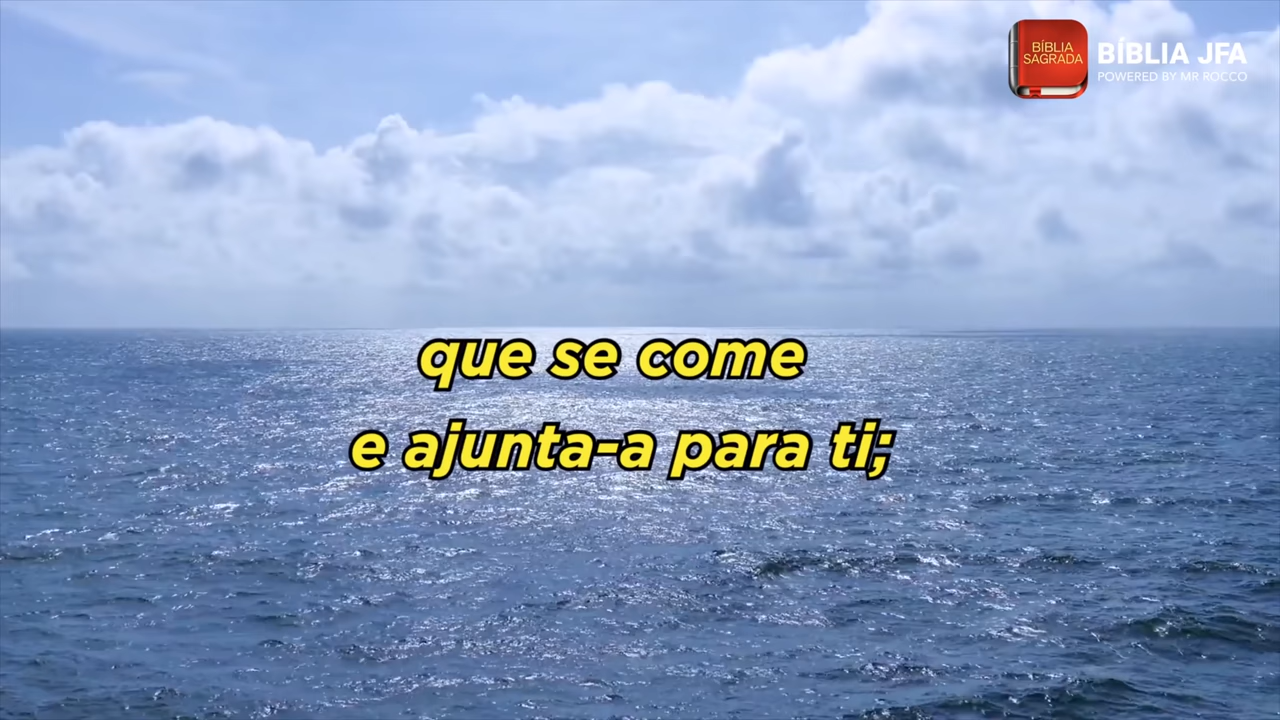 BÍBLIA
SAGRADA
BÍBLIA JFA
POWERED BY MR ROCCO
que se come
e ajunta-a para ti;